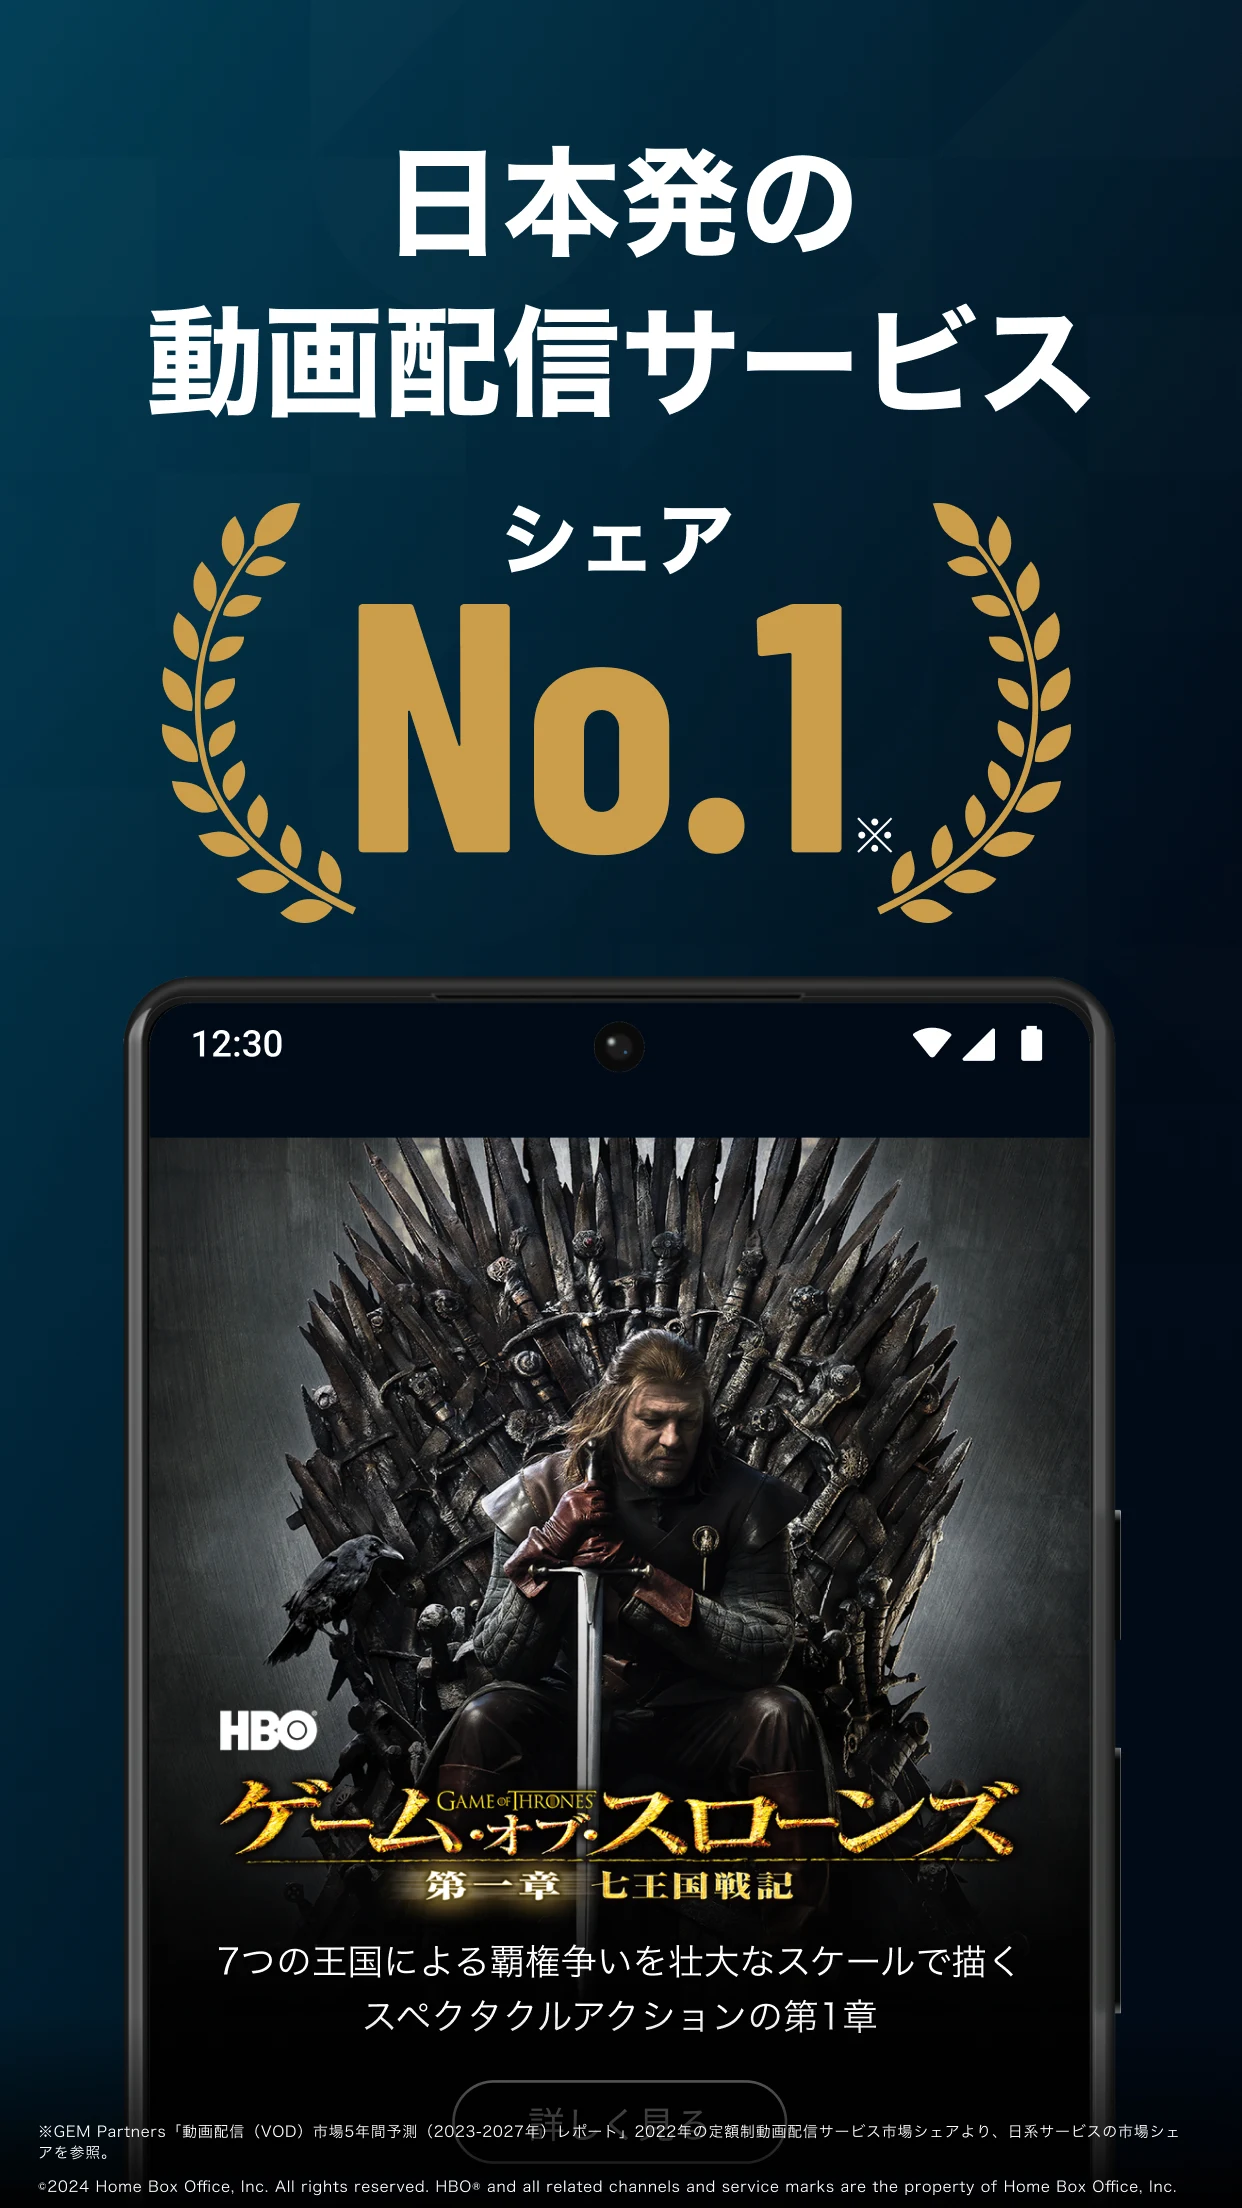 日本発の
動画配信サービス
シェア
No.1※
12:30
HBO
ゲーム・オブ・スローンズ
GAME OF THRONES
第一章 七王国戦記
7つの王国による覇権争いを壮大なスケールで描く
スペクタクルアクションの第1章
詳しく見る
※GEM Partners「動画配信（VOD）市場5年間予測（2023-2027年）レポート」2022年の定額制動画配信サービス市場シェアより、日系サービスの市場シェ
アを参照。
©2024 Home Box Office, Inc. All rights reserved. HBO® and all related channels and service marks are the property of Home Box Office, Inc.